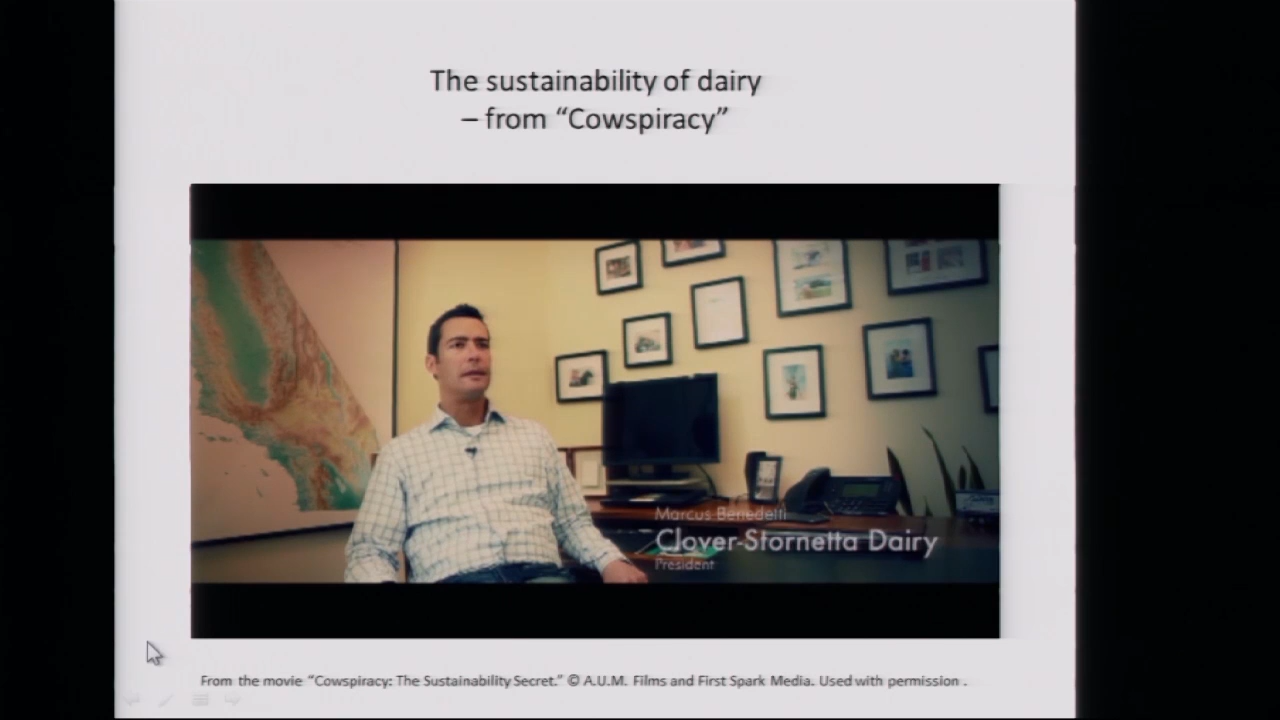 The sustainability of dairy
– from “Cowspiracy”
Marcus Benedetti
Clover-Stornetta Dairy
President
From the movie “Cowspiracy: The Sustainability Secret.” © A.U.M. Films and First Spark Media. Used with permission .